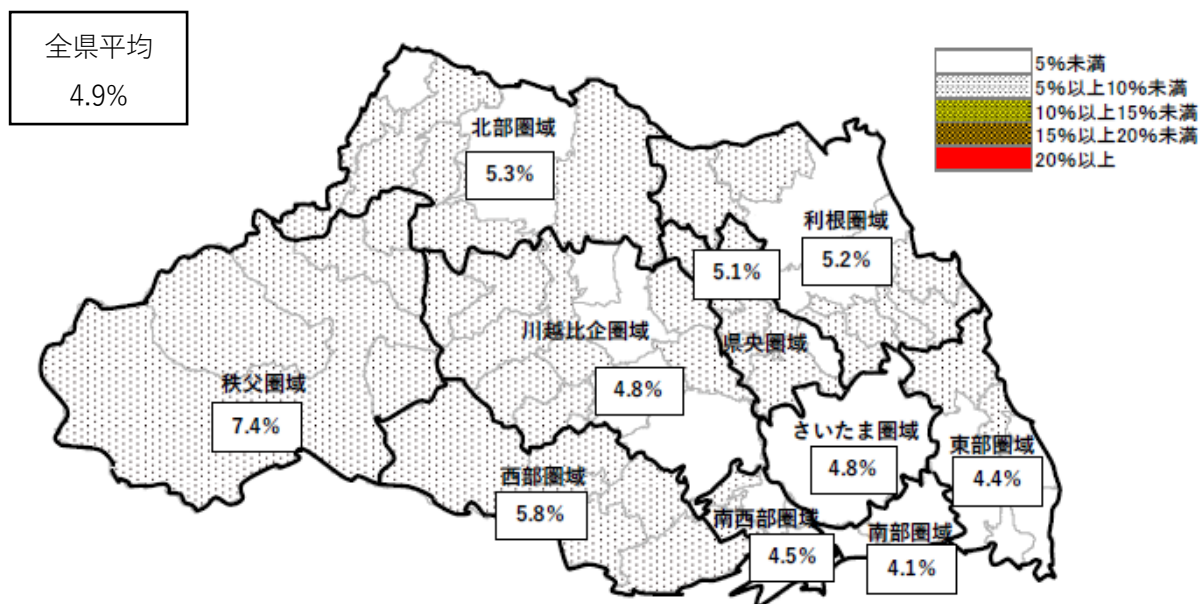 全県平均
4.9%
5%未満
5%以上10%未満
10%以上15%未満
15%以上20%未満
20%以上
北部圏域
5.3%
利根圏域
5.2%
5.1%
県央圏域
川越比企圏域
4.8%
秩父圏域
7.4%
さいたま圏域
4.8%
東部圏域
4.4%
西部圏域
5.8%
南西部圏域
4.5%
南部圏域
4.1%